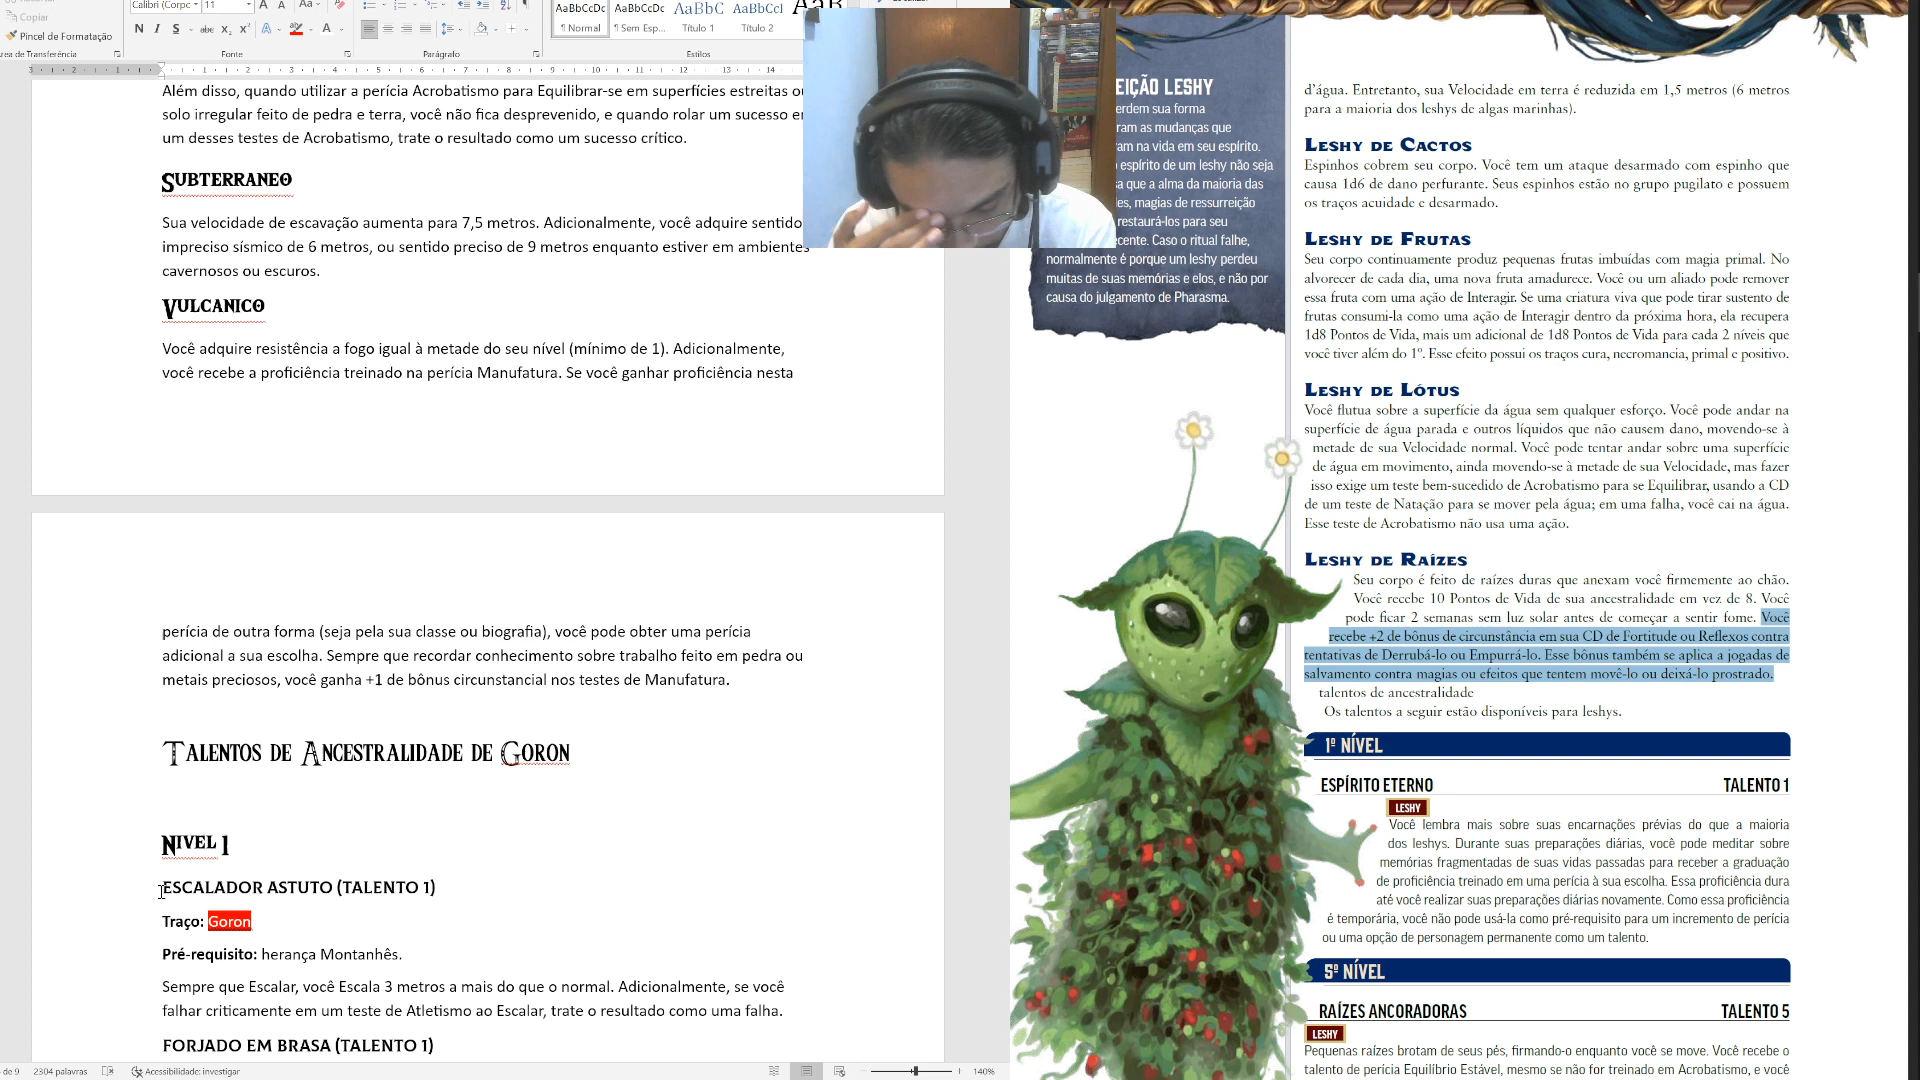 Calibri (Corpo
11
Aa
AaBbCcDc
AaBbCcDc
AaBbC
AaBbCcI
Copiar
Pincel de Formatação
N
I
S
abc
x₂
x²
A
A
¶ Normal
¶ Sem Esp...
Título 1
Título 2
rea de Transferência
Fonte
Parágrafo
Estilos
3 2 1 1 2 3 4 5 6 7 8 9 10 11 12 13 14
Além disso, quando utilizar a perícia Acrobatismo para Equilibrar-se em superfícies estreitas
solo irregular feito de pedra e terra, você não fica desprevenido, e quando rolar um sucesso
um desses testes de Acrobatismo, trate o resultado como um sucesso crítico.
Subterraneo
Sua velocidade de escavação aumenta para 7,5 metros. Adicionalmente, você adquire sentido
impreciso sísmico de 6 metros, ou sentido preciso de 9 metros enquanto estiver em ambientes
cavernosos ou escuros.
Vulcanico
Você adquire resistência a fogo igual à metade do seu nível (mínimo de 1). Adicionalmente,
você recebe a proficiência treinado na perícia Manufatura. Se você ganhar proficiência nesta
perícia de outra forma (seja pela sua classe ou biografia), você pode obter uma perícia
adicional a sua escolha. Sempre que recordar conhecimento sobre trabalho feito em pedra ou
metais preciosos, você ganha +1 de bônus circunstancial nos testes de Manufatura.
Talentos de Ancestralidade de Goron
Nivel 1
ESCALADOR ASTUTO (TALENTO 1)
Traço: Goron
Pré-requisito: herança Montanhês.
Sempre que Escalar, você Escala 3 metros a mais do que o normal. Adicionalmente, se você
falhar criticamente em um teste de Atletismo ao Escalar, trate o resultado como uma falha.
FORJADO EM BRASA (TALENTO 1)
de 9
2304 palavras
Acessibilidade: investigar
140%
EIÇÃO LESHY
erdem sua forma
ram as mudanças que
ram na vida em seu espírito.
espírito de um leshy não seja
a que a alma da maioria das
es, magias de ressurreição
restaurá-los para seu
cente. Caso o ritual falhe,
normalmente é porque um leshy perdeu
muitas de suas memórias e elos, e não por
causa do julgamento de Pharasma.
d'água. Entretanto, sua Velocidade em terra é reduzida em 1,5 metros (6 metros
para a maioria dos leshys de algas marinhas).
Leshy de Cactos
Espinhos cobrem seu corpo. Você tem um ataque desarmado com espinho que
causa 1d6 de dano perfurante. Seus espinhos estão no grupo pugilato e possuem
os traços acuidade e desarmado.
Leshy de Frutas
Seu corpo continuamente produz pequenas frutas imbuídas com magia primal. No
alvorecer de cada dia, uma nova fruta amadurece. Você ou um aliado pode remover
essa fruta com uma ação de Interagir. Se uma criatura viva que pode tirar sustento de
frutas consumi-la como uma ação de Interagir dentro da próxima hora, ela recupera
1d8 Pontos de Vida, mais um adicional de 1d8 Pontos de Vida para cada 2 níveis que
você tiver além do 1º. Esse efeito possui os traços cura, necromancia, primal e positivo.
Leshy de Lótus
Você flutua sobre a superfície da água sem qualquer esforço. Você pode andar na
superfície de água parada e outros líquidos que não causem dano, movendo-se à
metade de sua Velocidade normal. Você pode tentar andar sobre uma superfície
de água em movimento, ainda movendo-se à metade de sua Velocidade, mas fazer
isso exige um teste bem-sucedido de Acrobatismo para se Equilibrar, usando a CD
de um teste de Natação para se mover pela água; em uma falha, você cai na água.
Esse teste de Acrobatismo não usa uma ação.
Leshy de Raízes
Seu corpo é feito de raízes duras que anexam você firmemente ao chão.
Você recebe 10 Pontos de Vida de sua ancestralidade em vez de 8. Você
pode ficar 2 semanas sem luz solar antes de começar a sentir fome. Você
recebe +2 de bônus de circunstância em sua CD de Fortitude ou Reflexos contra
tentativas de Derrubá-lo ou Empurrá-lo. Esse bônus também se aplica a jogadas de
salvamento contra magias ou efeitos que tentem movê-lo ou deixá-lo prostrado.
talentos de ancestralidade
Os talentos a seguir estão disponíveis para leshys.
1º NÍVEL
ESPÍRITO ETERNO
TALENTO 1
LESHY
Você lembra mais sobre suas encarnações prévias do que a maioria
dos leshys. Durante suas preparações diárias, você pode meditar sobre
memórias fragmentadas de suas vidas passadas para receber a graduação
de proficiência treinado em uma perícia à sua escolha. Essa proficiência dura
até você realizar suas preparações diárias novamente. Como essa proficiência
é temporária, você não pode usá-la como pré-requisito para um incremento de perícia
ou uma opção de personagem permanente como um talento.
5º NÍVEL
RAÍZES ANCORADORAS
TALENTO 5
LESHY
Pequenas raízes brotam de seus pés, firmando-o enquanto você se move. Você recebe o
talento de perícia Equilíbrio Estável, mesmo se não for treinado em Acrobatismo, e você